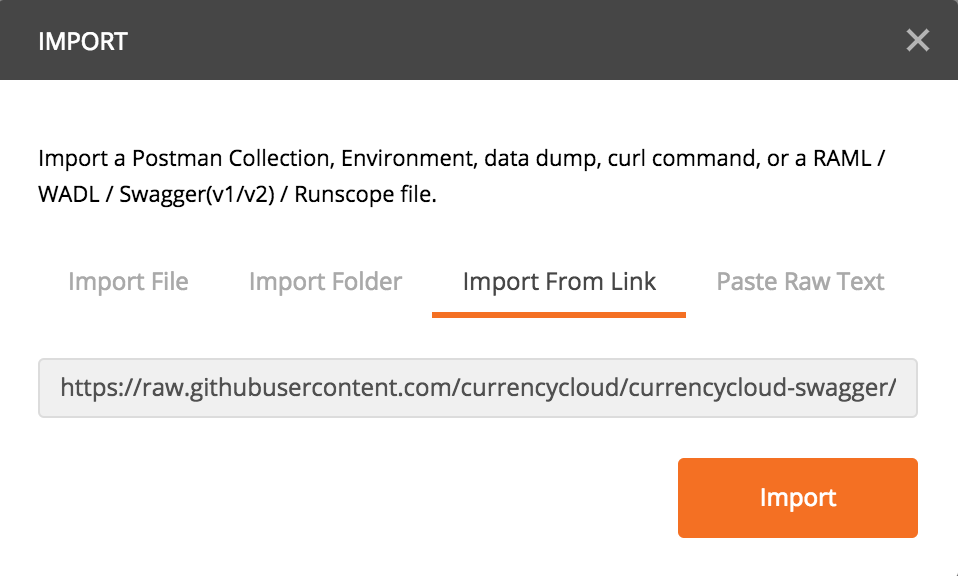 IMPORT
Import a Postman Collection, Environment, data dump, curl command, or a RAML /
WADL / Swagger(v1/v2) / Runscope file.
Import File Import Folder Import From Link Paste Raw Text
https://raw.githubusercontent.com/currencycloud/currencycloud-swagger/
Import